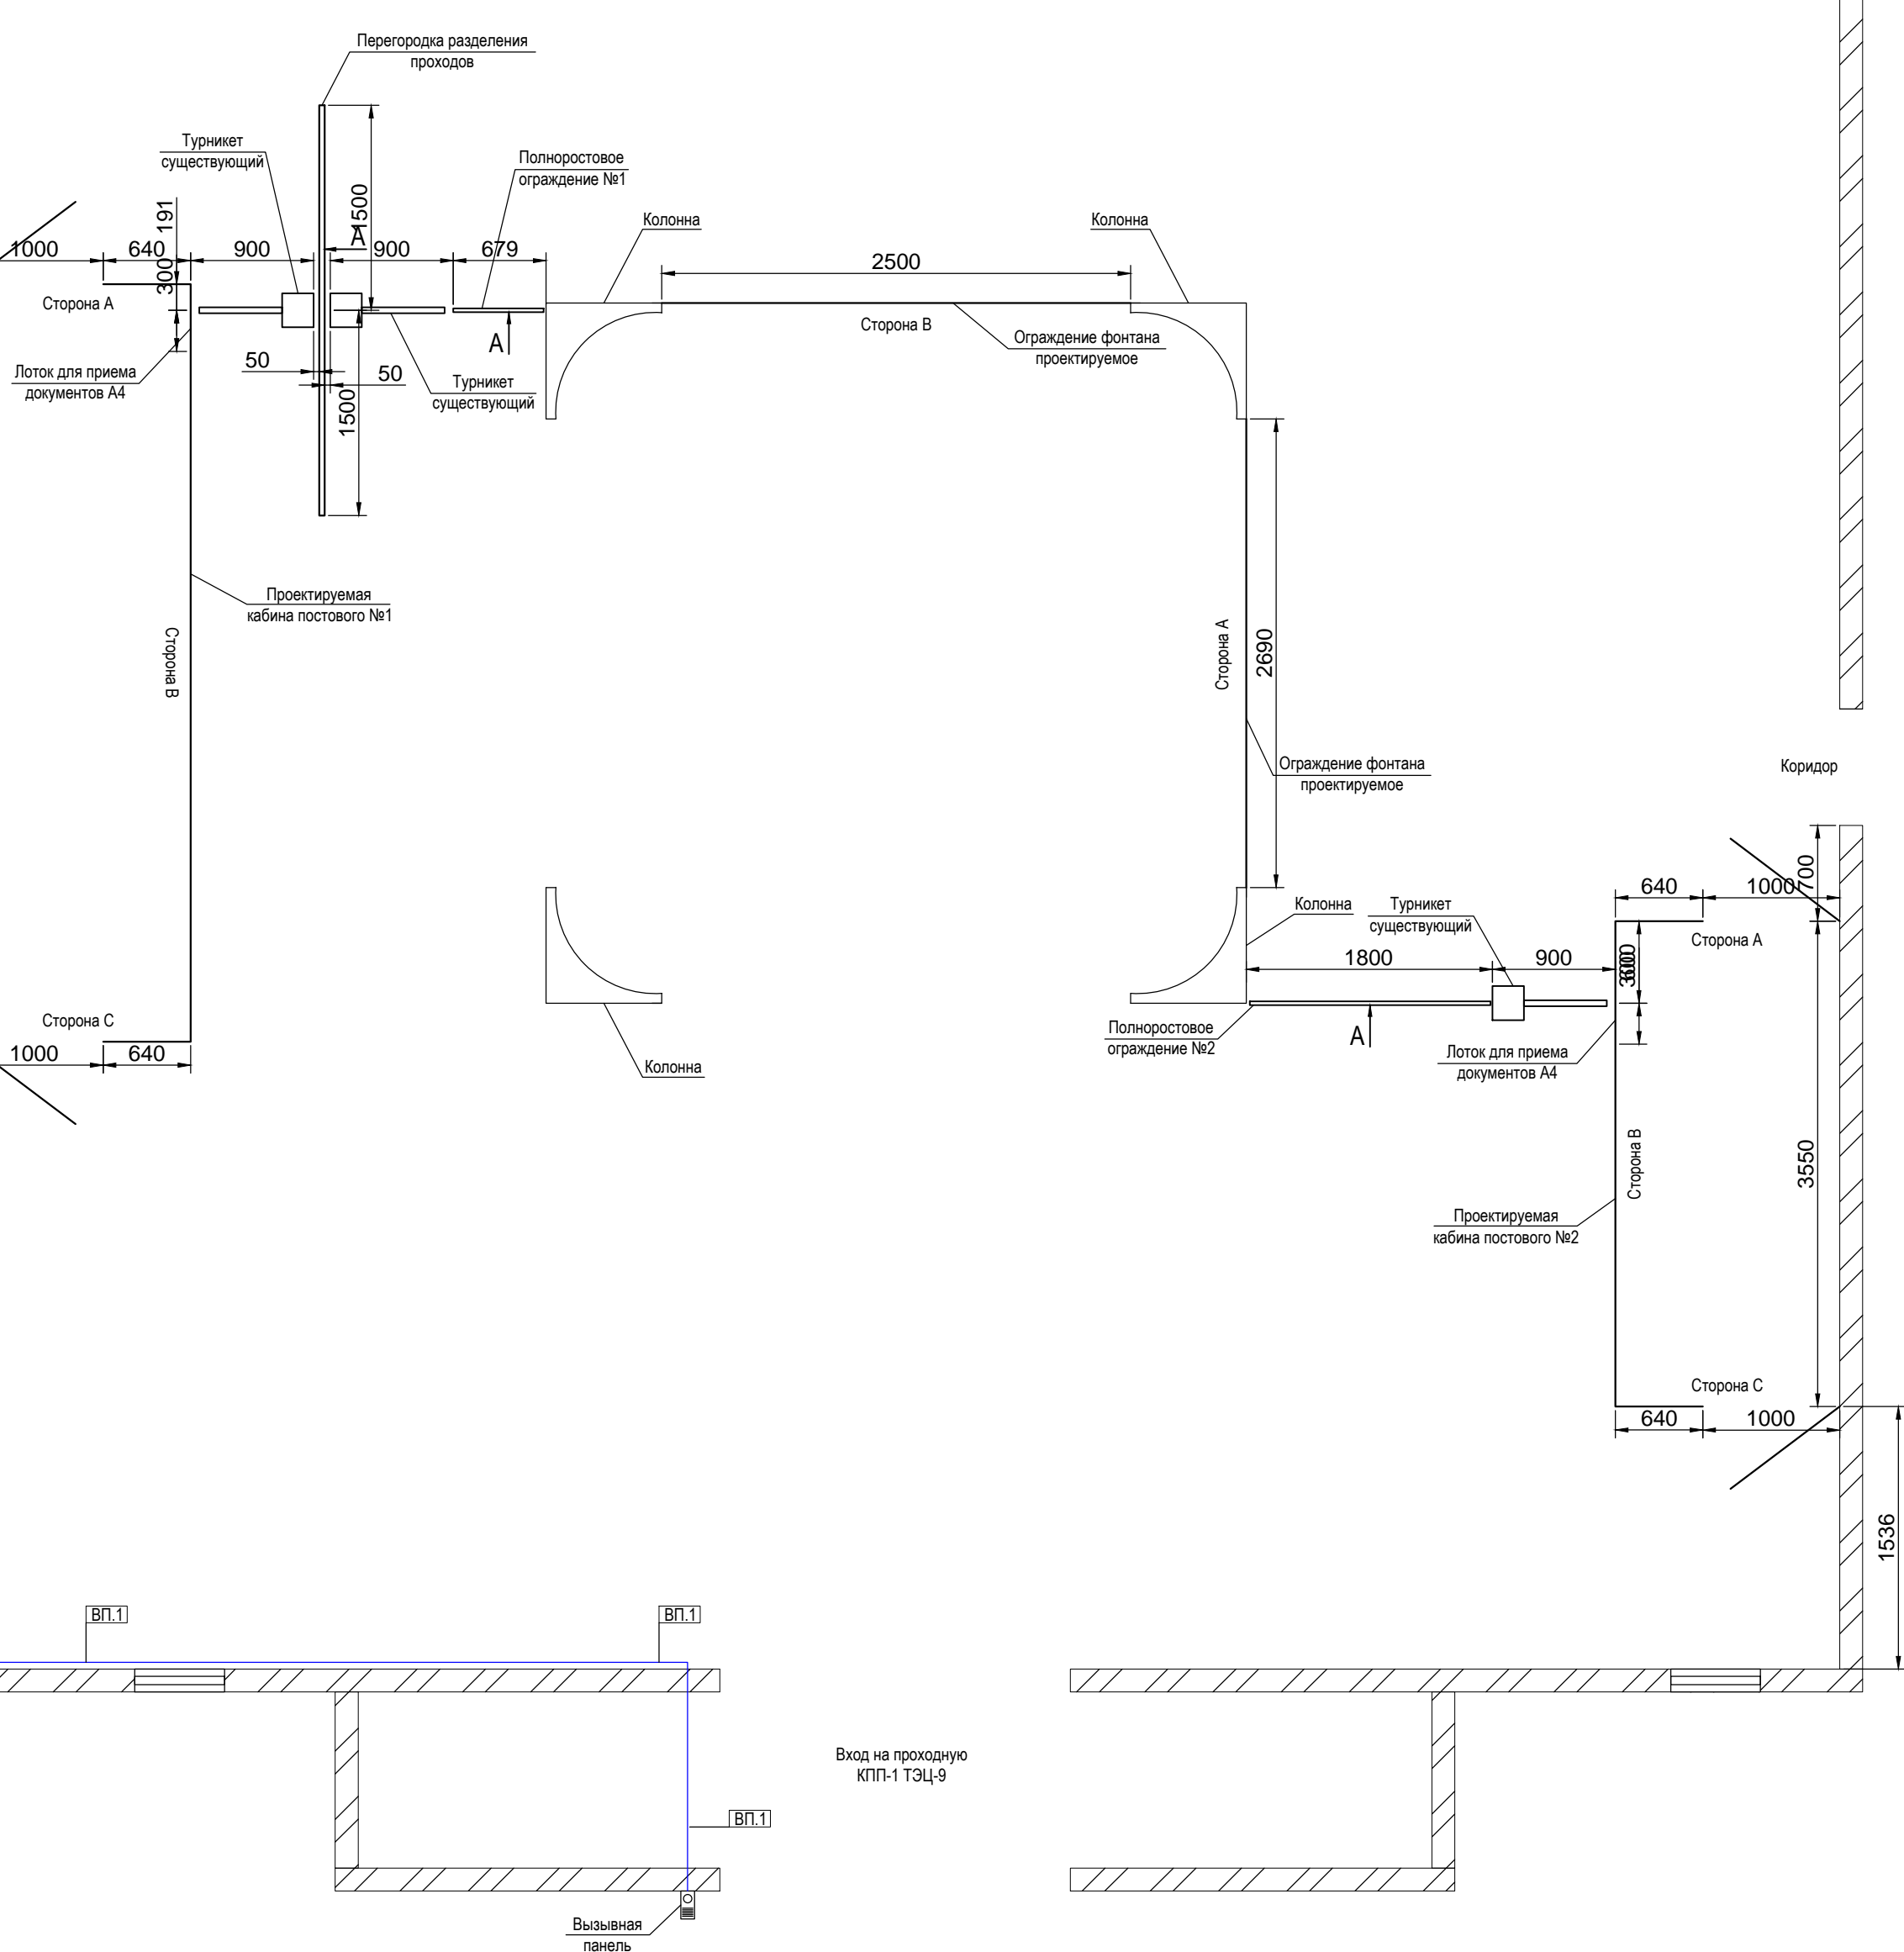 Перегородка разделения
проходов
Турникет
существующий
Полноростовое
ограждение №1
Колонна
Колонна
1500
191
300
1000
640
900
А
900
679
2500
Сторона А
Сторона В
Ограждение фонтана
проектируемое
А
50
50
Лоток для приема
документов А4
Турникет
существующий
1500
Проектируемая
кабина постового №1
Сторона В
Сторона А
2690
Ограждение фонтана
проектируемое
Коридор
700
640
1000
Колонна
Турникет
существующий
Сторона А
1800
900
300
Сторона С
1000
640
Колонна
Полноростовое
ограждение №2
А
Лоток для приема
документов А4
Сторона В
3550
Проектируемая
кабина постового №2
Сторона С
640
1000
1536
ВП.1
ВП.1
Вход на проходную
КПП-1 ТЭЦ-9
ВП.1
Вызывная
панель